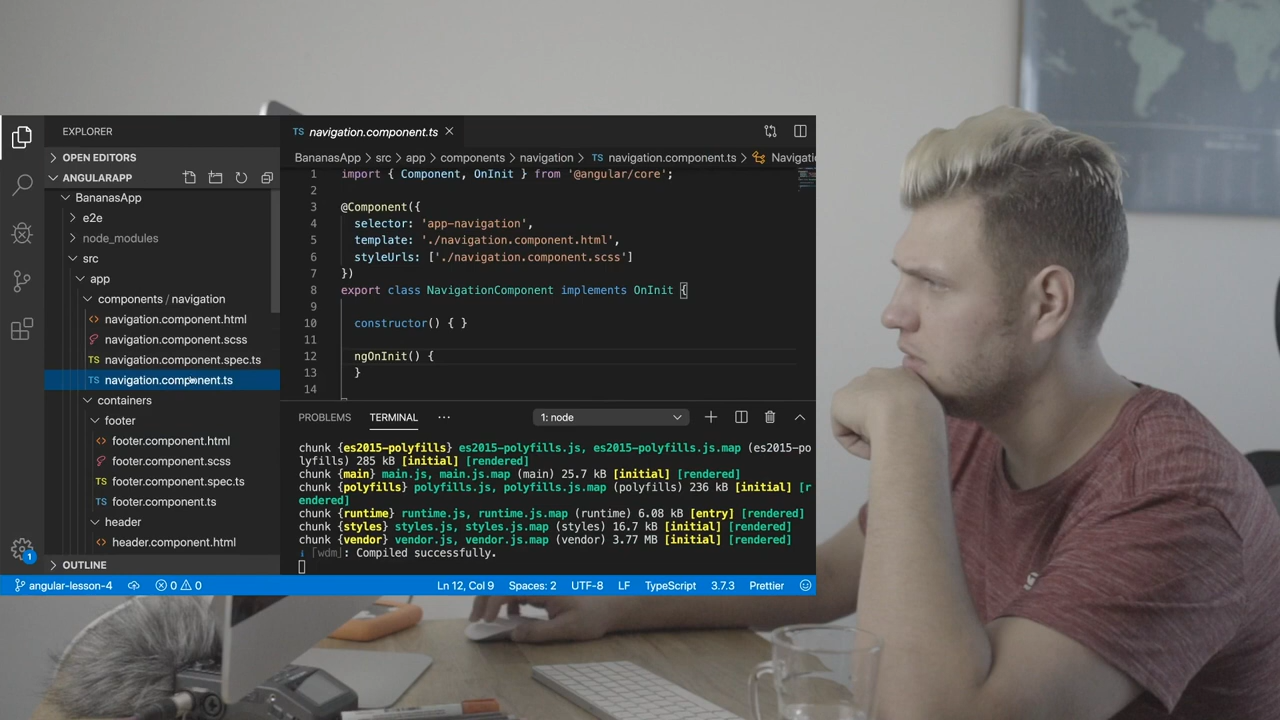 EXPLORER
OPEN EDITORS
ANGULARAPP
BananasApp
e2e
node_modules
src
app
components / navigation
navigation.component.html
navigation.component.scss
navigation.component.spec.ts
TS navigation.component.ts
containers
footer
footer.component.html
footer.component.scss
TS footer.component.spec.ts
TS footer.component.ts
header
header.component.html
OUTLINE
TS navigation.component.ts
BananasApp > src > app > components > navigation > TS navigation.component.ts > Navigati
1 import { Component, OnInit } from '@angular/core';
2
3 @Component({
4 selector: 'app-navigation',
5 template: './navigation.component.html',
6 styleUrls: ['./navigation.component.scss']
7 })
8 export class NavigationComponent implements OnInit {
9
10 constructor() { }
11
12 ngOnInit() {
13 }
14
PROBLEMS TERMINAL ... 1: node
chunk {es2015-polyfills} es2015-polyfills.js, es2015-polyfills.js.map (es2015-po
lyfills) 285 kB [initial] [rendered]
chunk {main} main.js, main.js.map (main) 25.7 kB [initial] [rendered]
chunk {polyfills} polyfills.js, polyfills.js.map (polyfills) 236 kB [initial] [r
endered]
chunk {runtime} runtime.js, runtime.js.map (runtime) 6.08 kB [entry] [rendered]
chunk {styles} styles.js, styles.js.map (styles) 16.7 kB [initial] [rendered]
chunk {vendor} vendor.js, vendor.js.map (vendor) 3.77 MB [initial] [rendered]
i ｢wdm｣: Compiled successfully.
1
angular-lesson-4 0 0 Ln 12, Col 9 Spaces: 2 UTF-8 LF TypeScript 3.7.3 Prettier